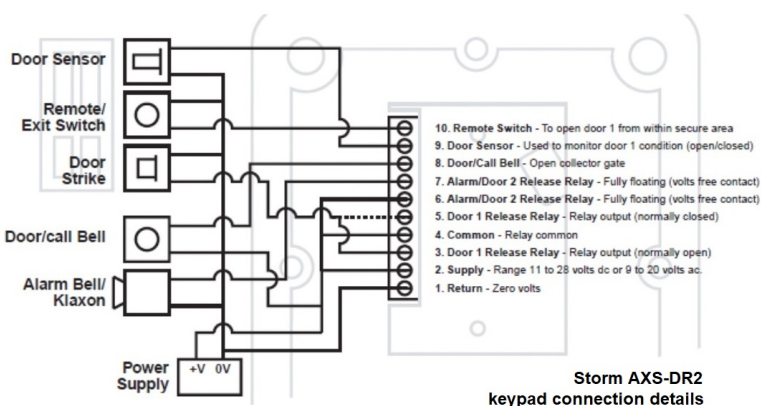 Door Sensor
Remote/
Exit Switch
Door
Strike
Door/call Bell
Alarm Bell/
Klaxon
Power
Supply
+V 0V
10. Remote Switch - To open door 1 from within secure area
9. Door Sensor - Used to monitor door 1 condition (open/closed)
8. Door/Call Bell - Open collector gate
7. Alarm/Door 2 Release Relay - Fully floating (volts free contact)
6. Alarm/Door 2 Release Relay - Fully floating (volts free contact)
5. Door 1 Release Relay - Relay output (normally closed)
4. Common - Relay common
3. Door 1 Release Relay - Relay output (normally open)
2. Supply - Range 11 to 28 volts dc or 9 to 20 volts ac.
1. Return - Zero volts
Storm AXS-DR2
keypad connection details